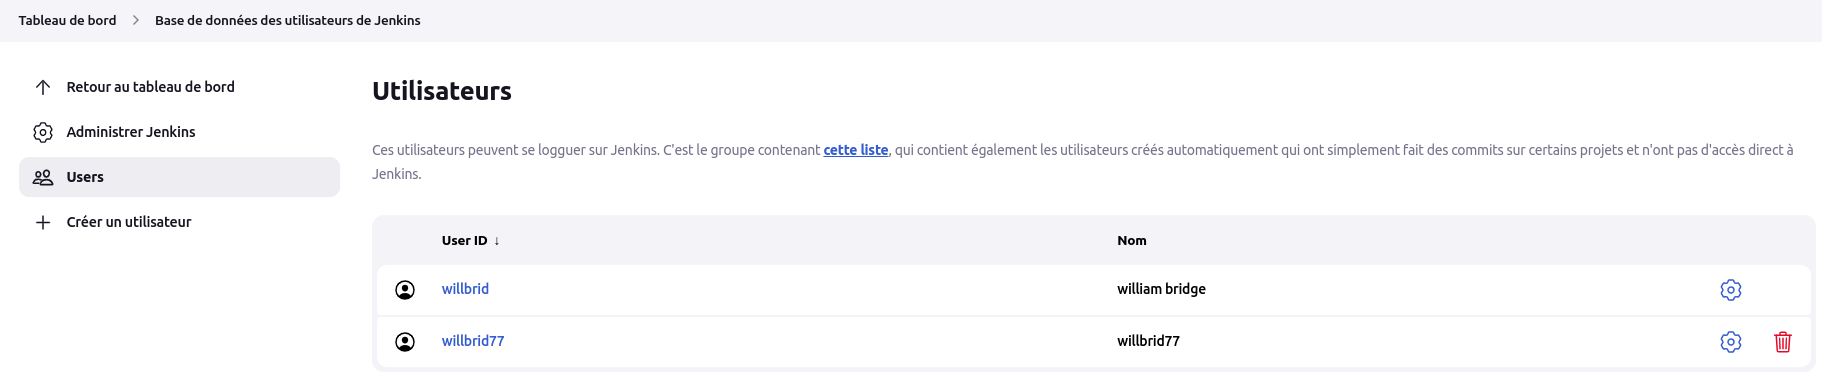 Tableau de bord > Base de données des utilisateurs de Jenkins
Retour au tableau de bord
Administrer Jenkins
Users
Créer un utilisateur
Utilisateurs
Ces utilisateurs peuvent se logguer sur Jenkins. C'est le groupe contenant cette liste, qui contient également les utilisateurs créés automatiquement qui ont simplement fait des commits sur certains projets et n'ont pas d'accès direct à
Jenkins.
User ID ↓ Nom
willbrid william bridge
willbrid77 willbrid77